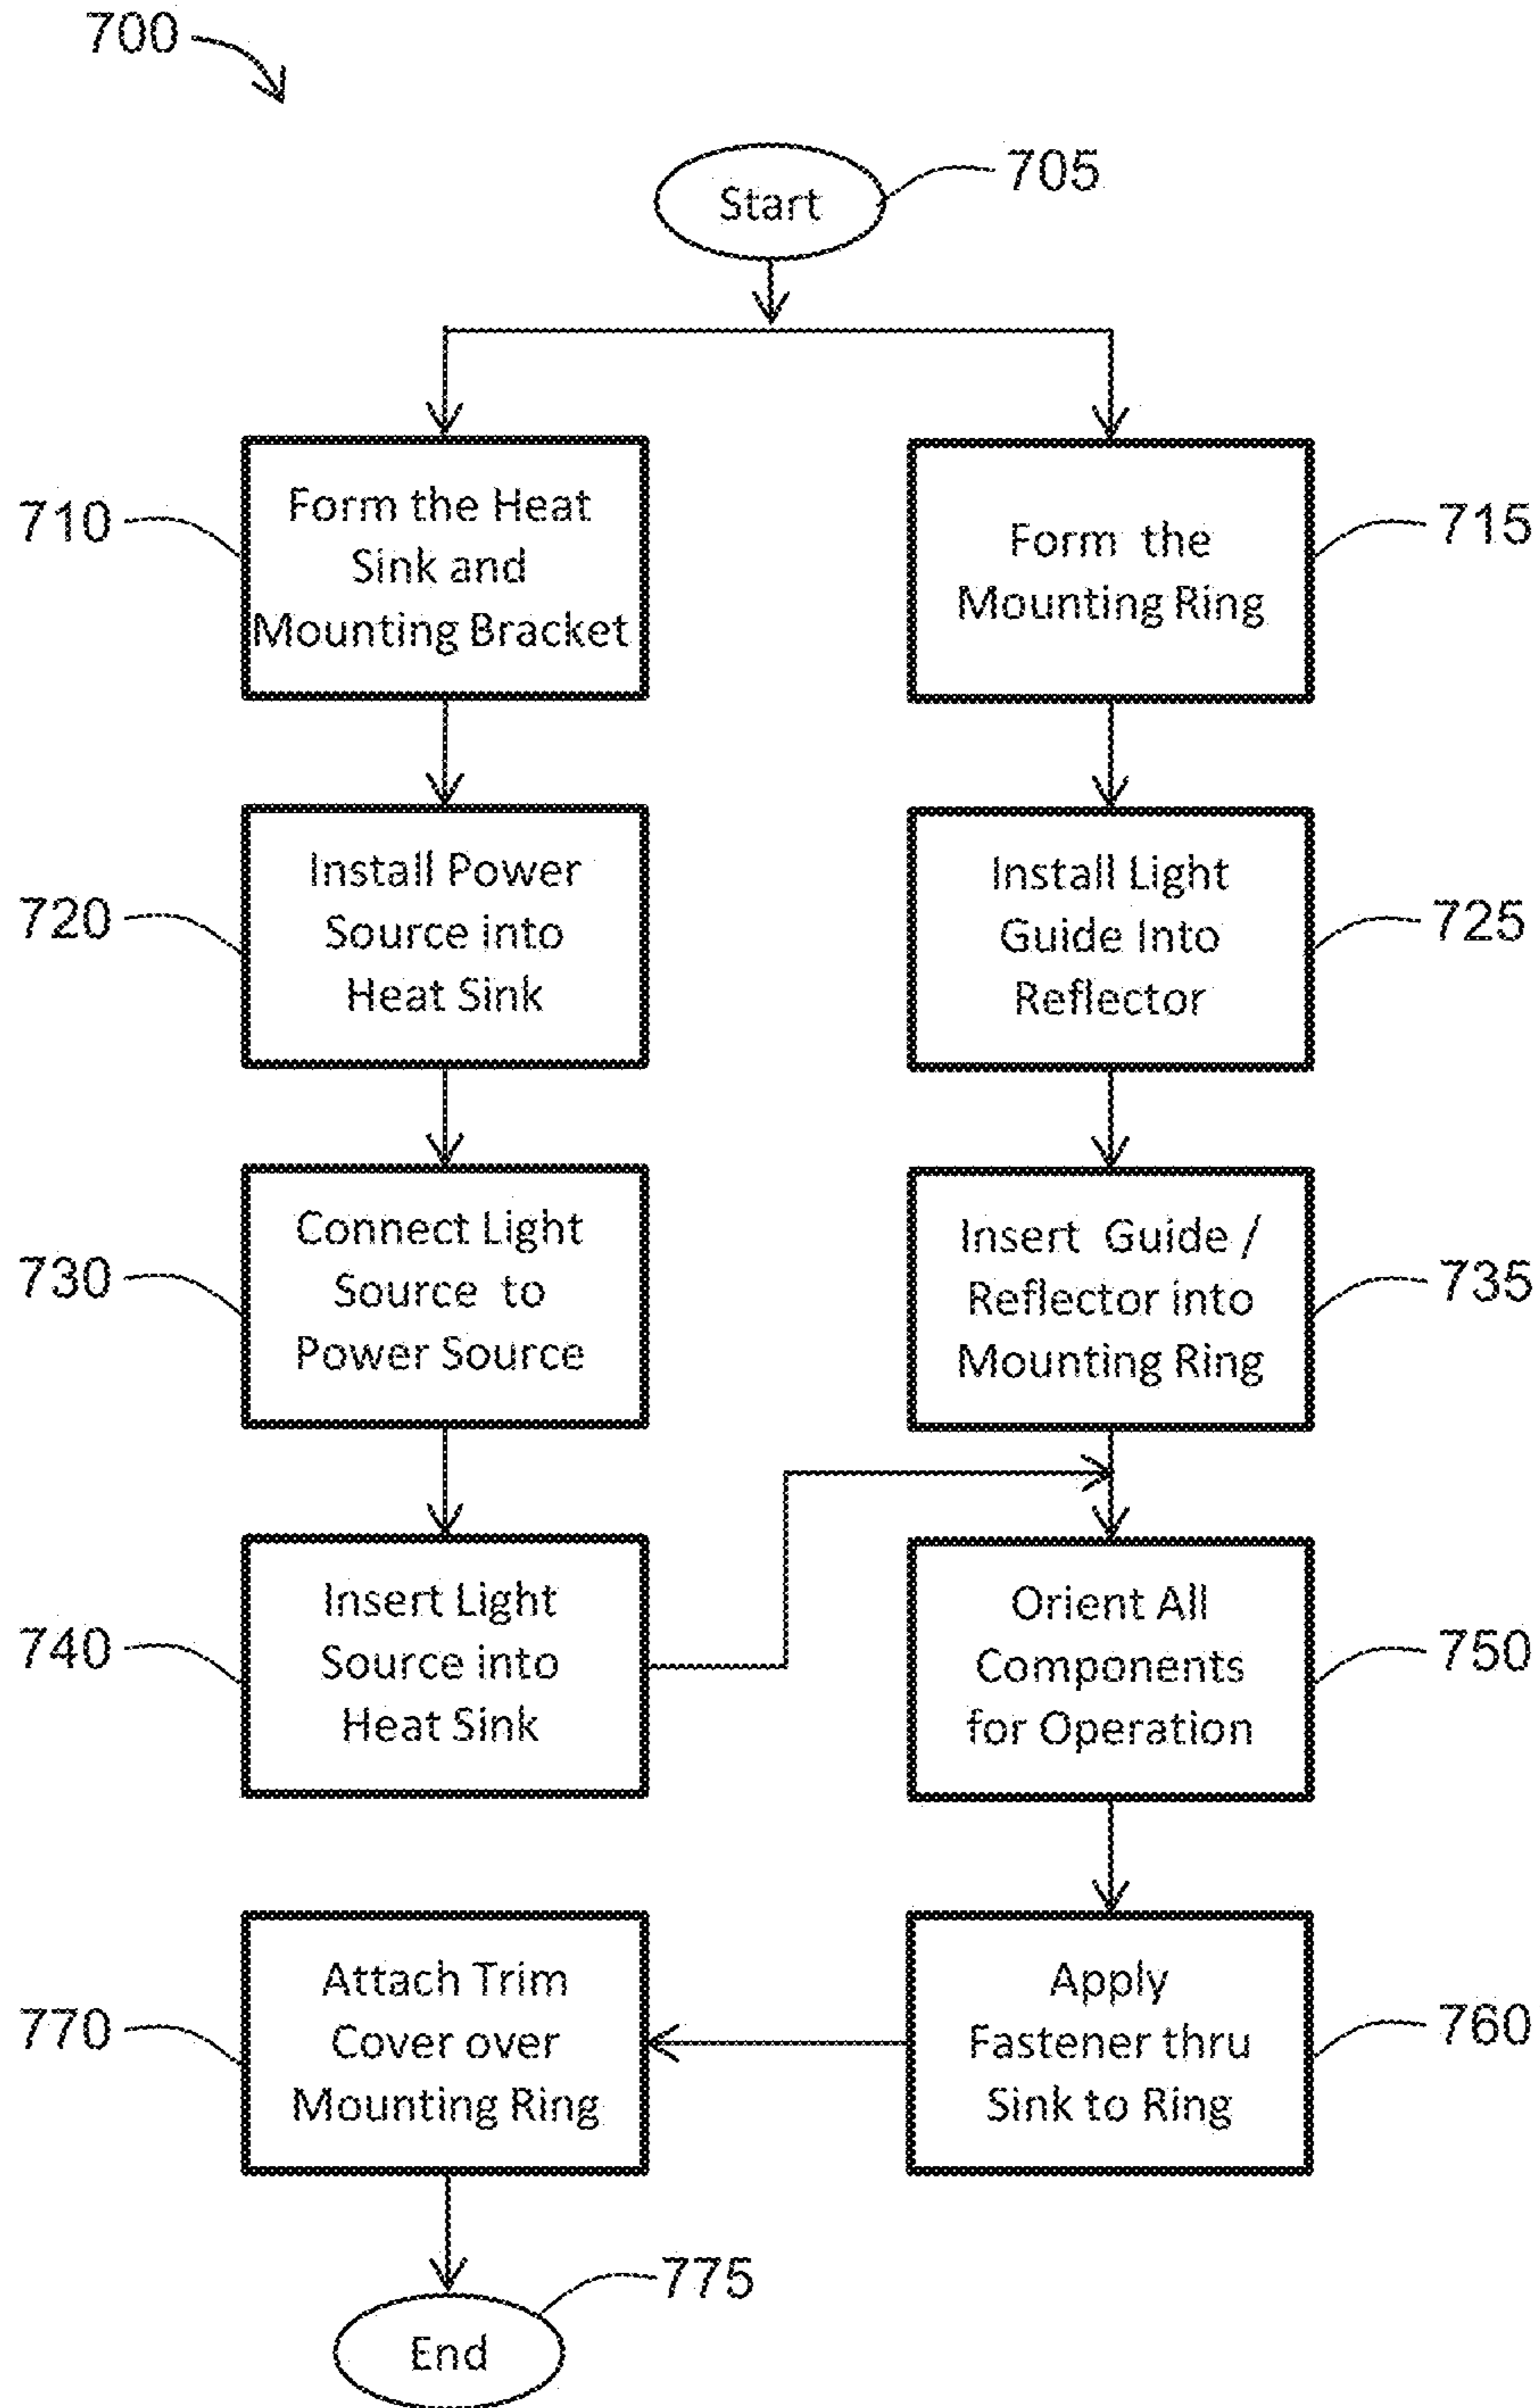 700
Start
705
710
Form the Heat
Sink and
Mounting Bracket
Form the
Mounting Ring
715
720
Install Power
Source into
Heat Sink
Install Light
Guide Into
Reflector
725
730
Connect Light
Source to
Power Source
Insert Guide /
Reflector into
Mounting Ring
735
740
Insert Light
Source into
Heat Sink
Orient All
Components
for Operation
750
770
Attach Trim
Cover over
Mounting Ring
Apply
Fastener thru
Sink to Ring
760
775
End